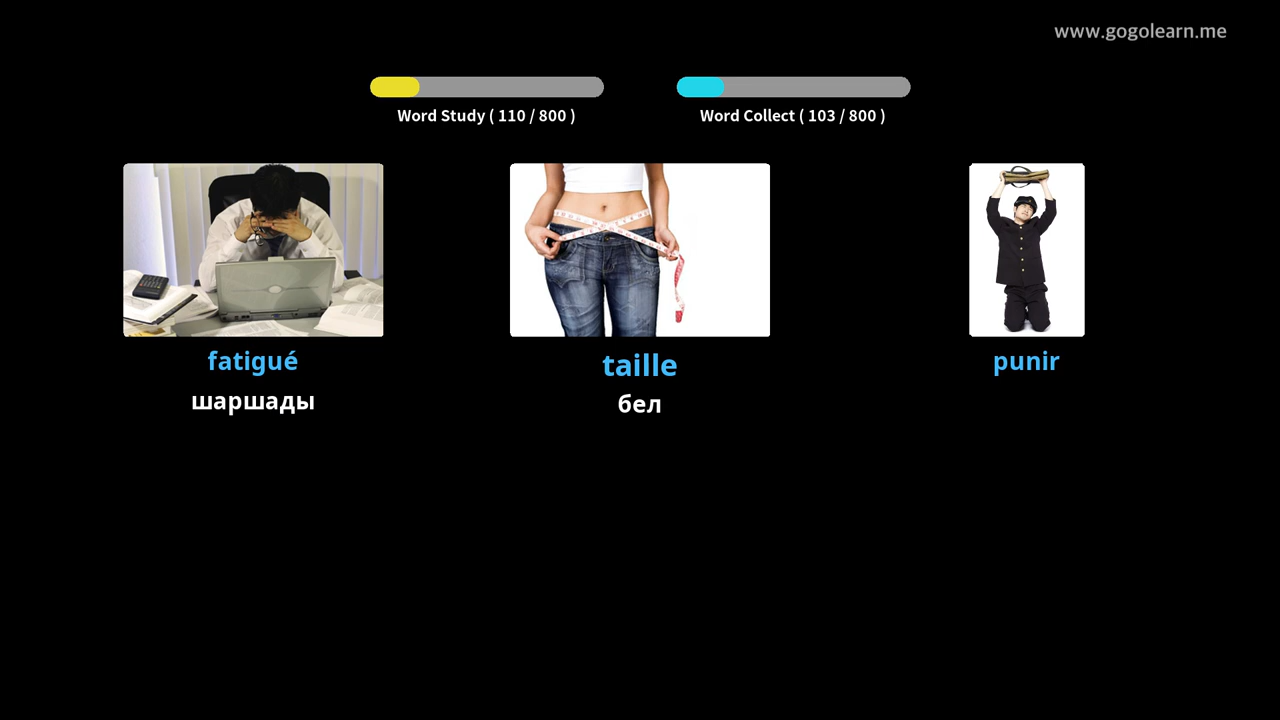 www.gogolearn.me
Word Study ( 110 / 800 )
Word Collect ( 103 / 800 )
fatigué
taille
punir
шаршады
бел